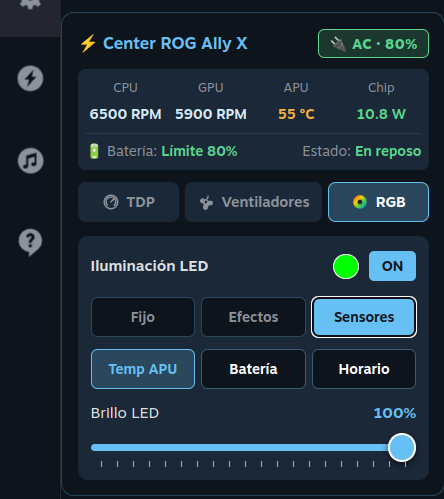 ⚡ Center ROG Ally X
🔌 AC · 80%
CPU GPU APU Chip
6500 RPM 5900 RPM 55 °C 10.8 W
🔋 Batería: Límite 80% Estado: En reposo
TDP Ventiladores RGB
Iluminación LED ON
Fijo Efectos Sensores
Temp APU Batería Horario
Brillo LED 100%